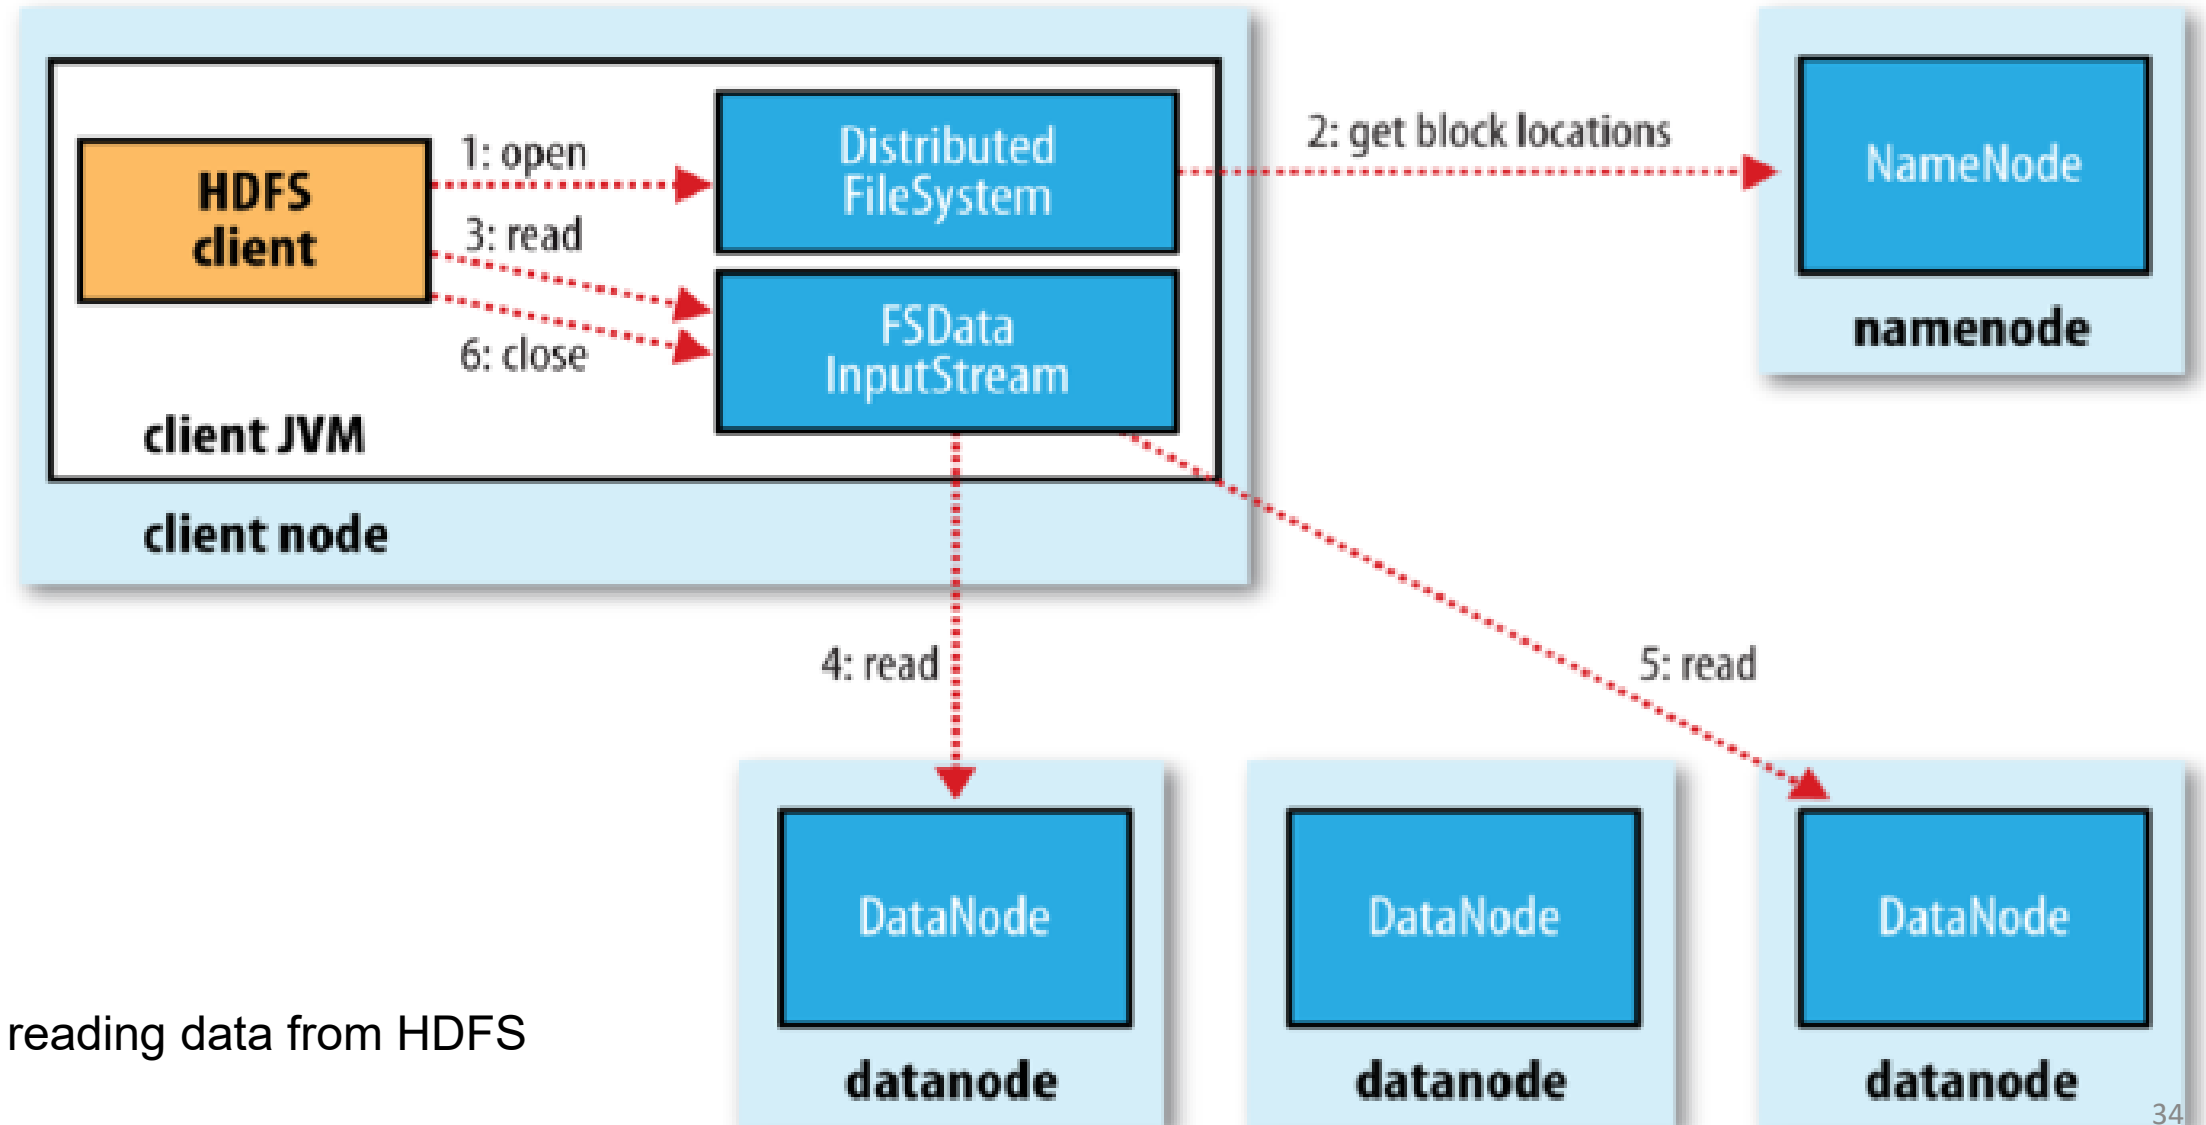 HDFS
client
1: open
3: read
6: close
Distributed
FileSystem
FSData
InputStream
client JVM
client node
2: get block locations
NameNode
namenode
4: read
5: read
DataNode
datanode
DataNode
datanode
DataNode
datanode
reading data from HDFS
34